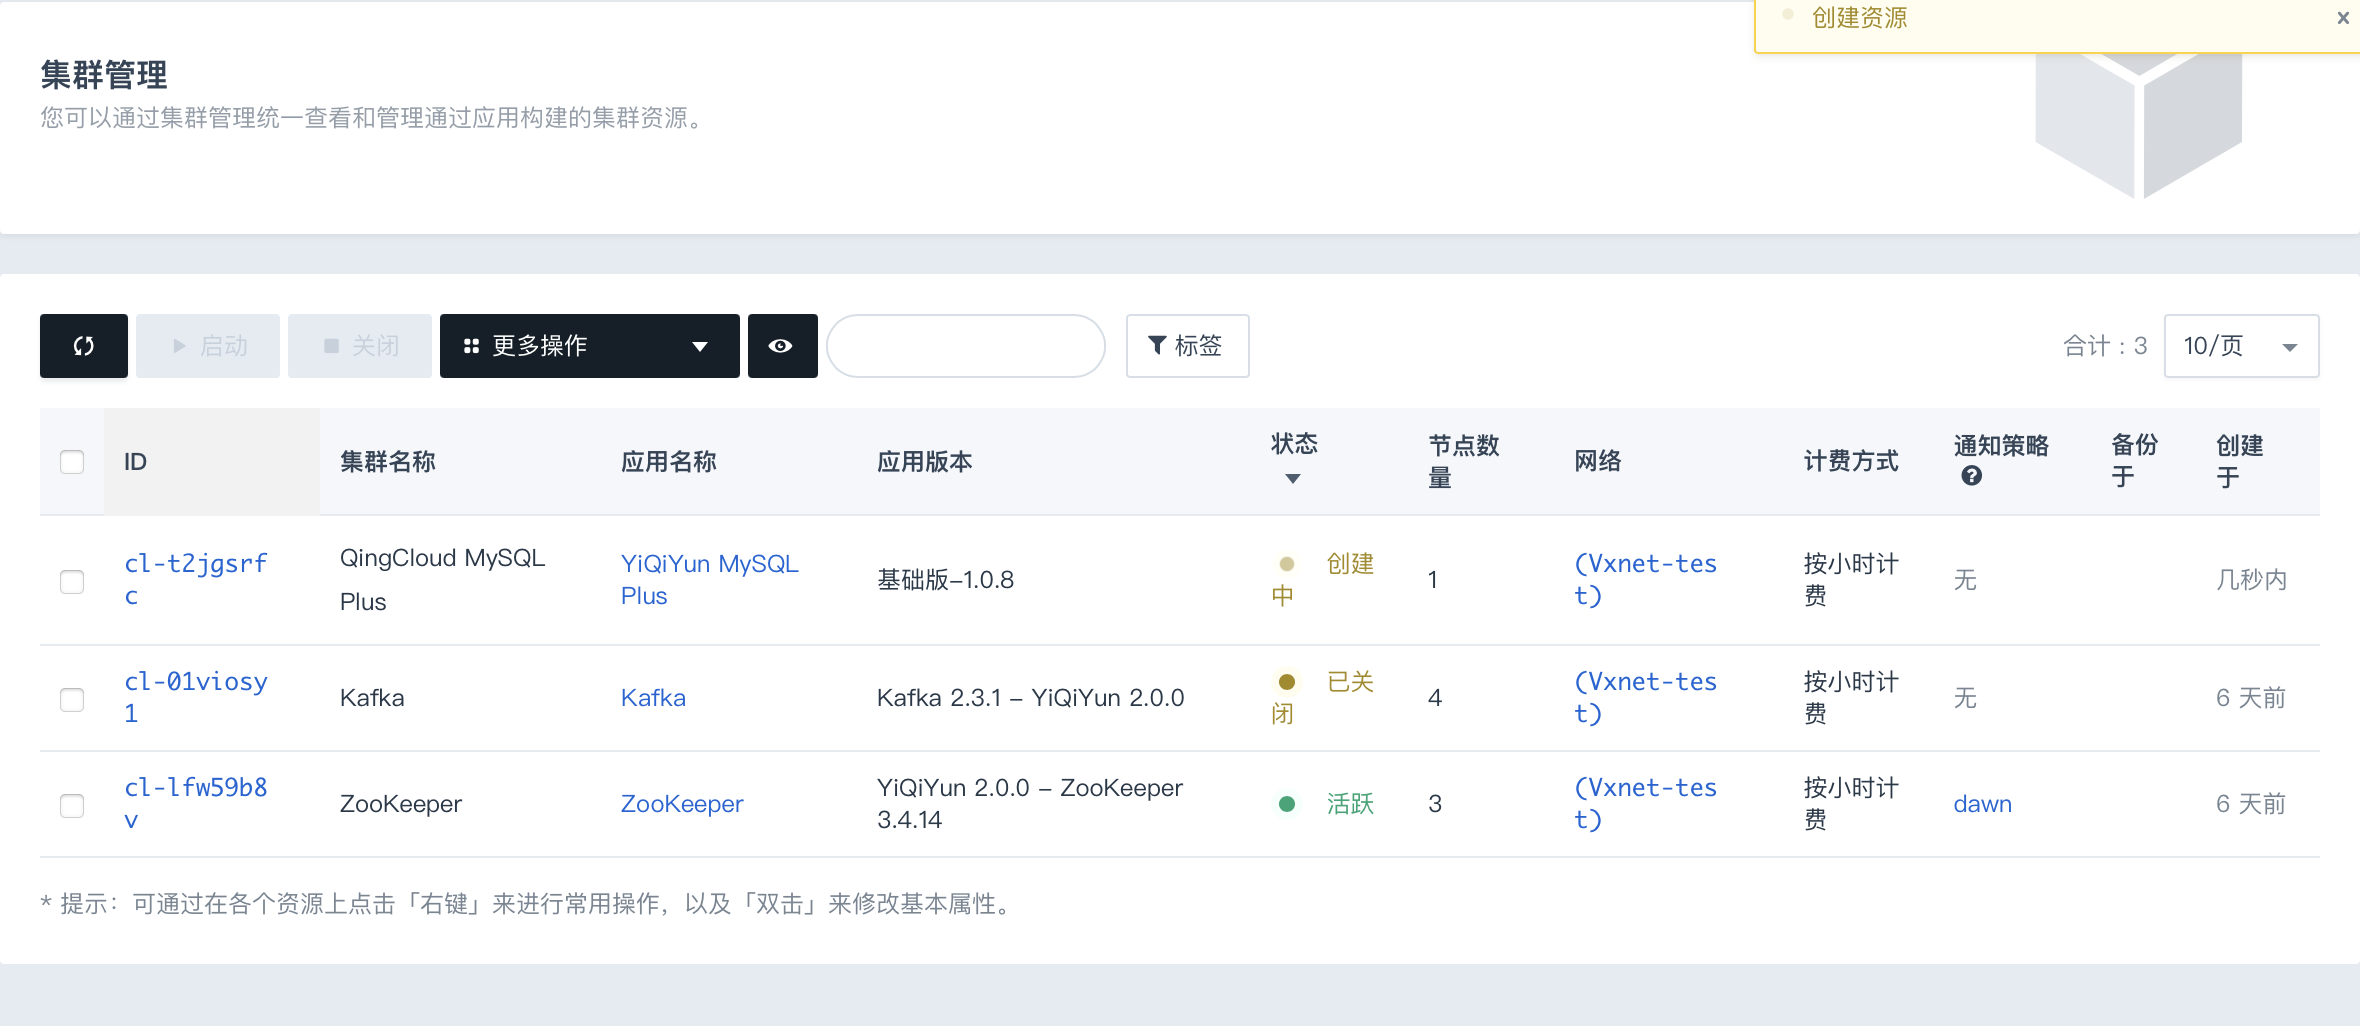 创建资源 ×
集群管理
您可以通过集群管理统一查看和管理通过应用构建的集群资源。
启动 关闭 更多操作 标签 合计：3 10/页
ID 集群名称 应用名称 应用版本 状态 节点数 网络 计费方式 通知策略 备份 创建
量 ? 于 于
cl-t2jgsrf QingCloud MySQL YiQiYun MySQL 基础版-1.0.8 创建 1 (Vxnet-tes 按小时计 无 几秒内
c Plus Plus 中 t) 费
cl-01viosy Kafka Kafka Kafka 2.3.1 – YiQiYun 2.0.0 已关 4 (Vxnet-tes 按小时计 无 6 天前
1 闭 t) 费
cl-lfw59b8 ZooKeeper ZooKeeper YiQiYun 2.0.0 – ZooKeeper 活跃 3 (Vxnet-tes 按小时计 dawn 6 天前
v 3.4.14 t) 费
* 提示：可通过在各个资源上点击「右键」来进行常用操作，以及「双击」来修改基本属性。